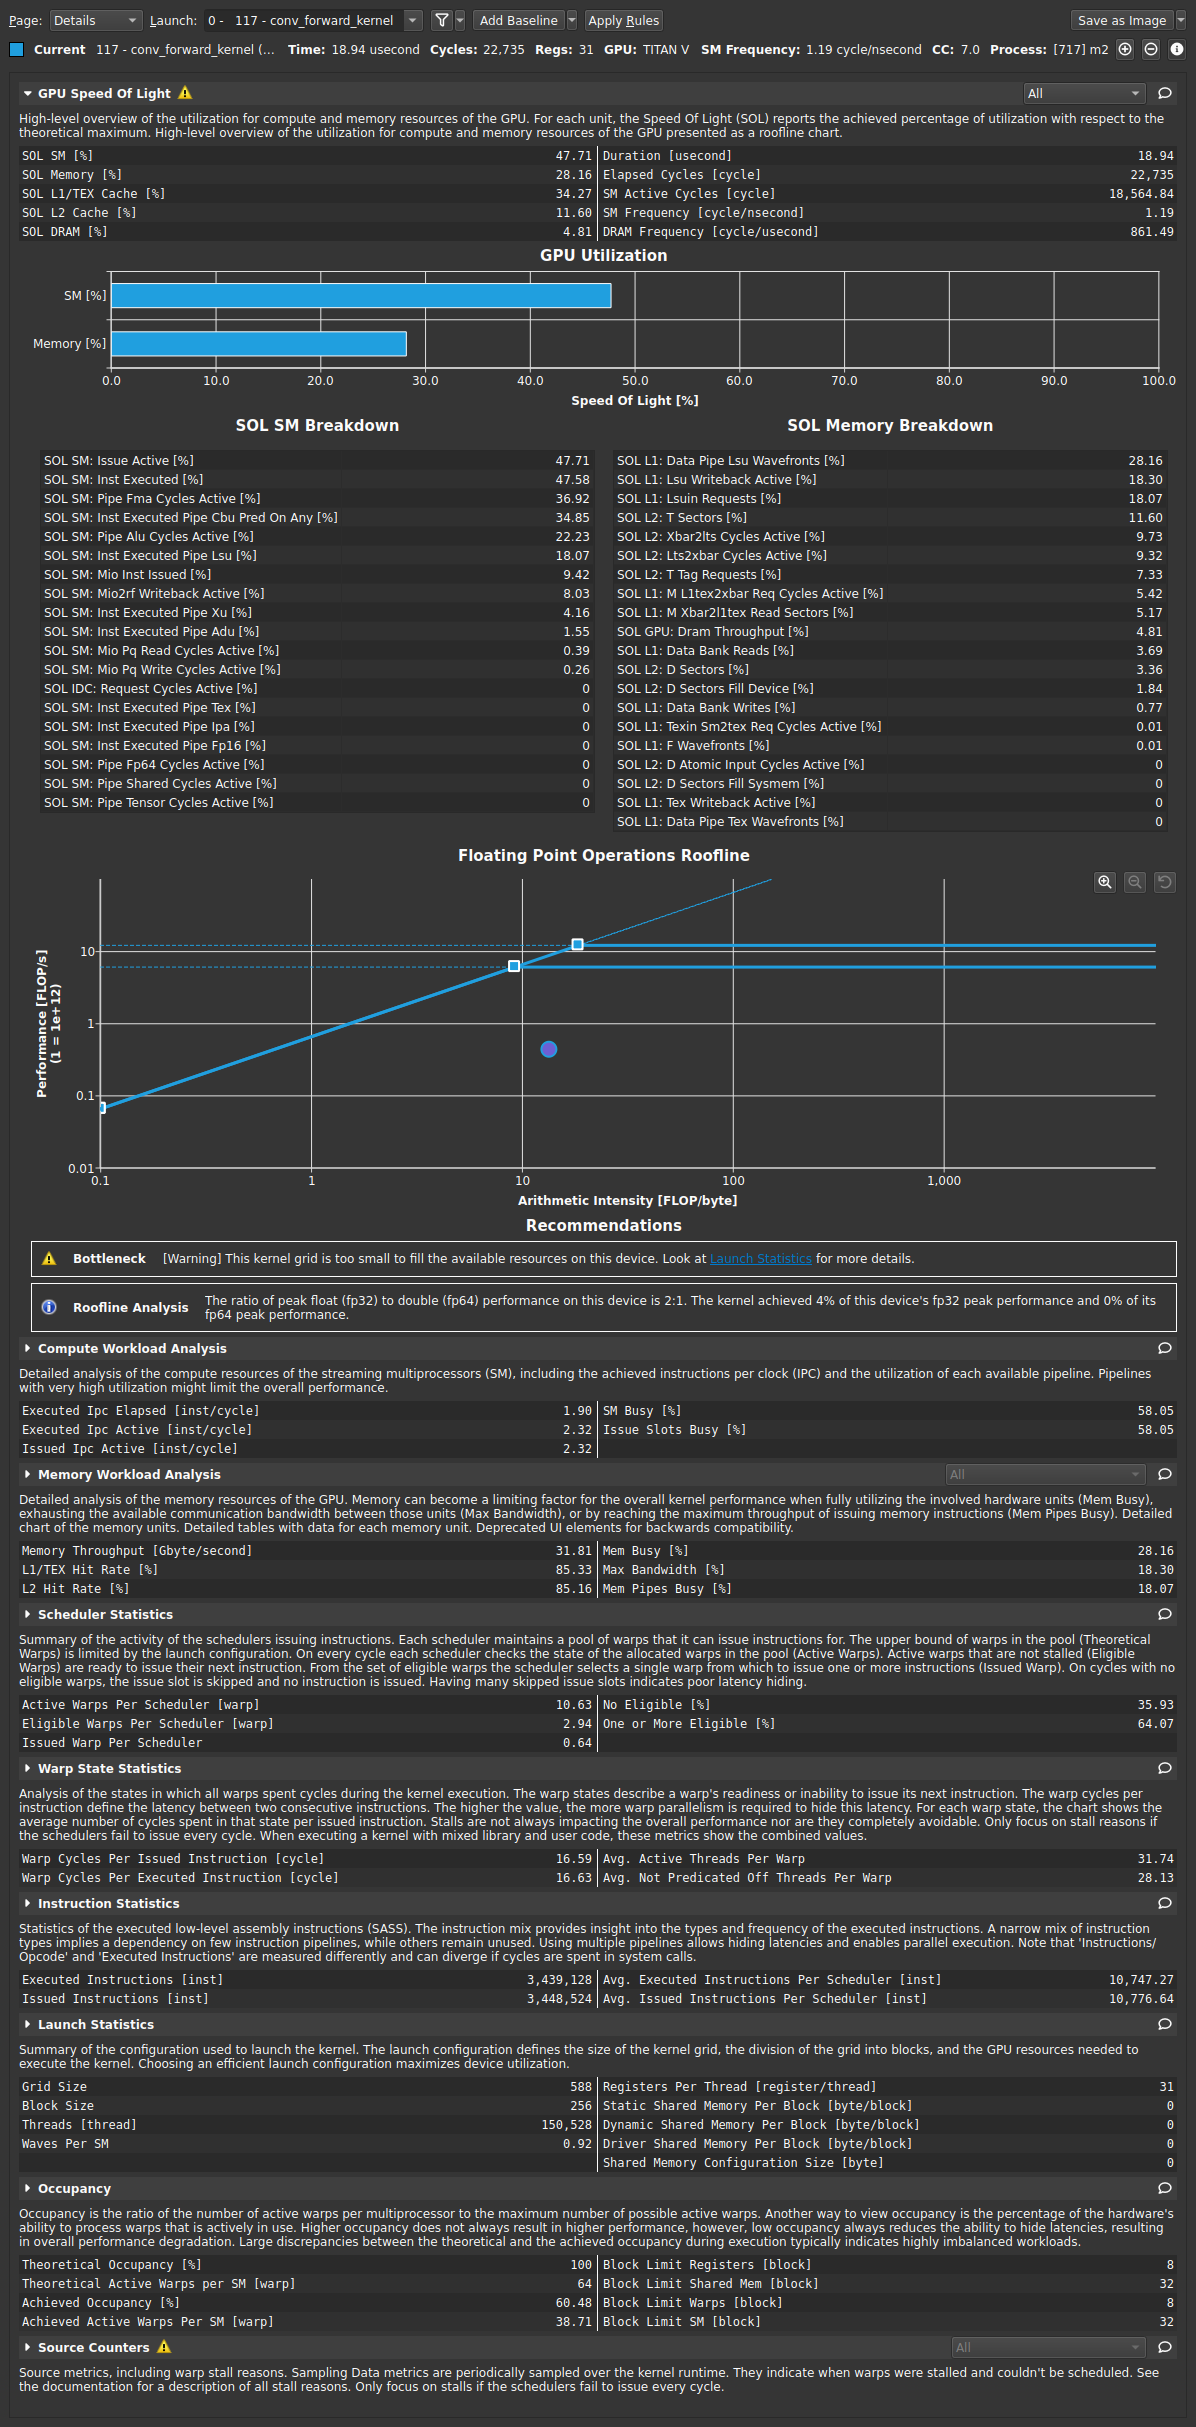 Page: Details Launch: 0 - 117 - conv_forward_kernel Add Baseline Apply Rules Save as Image
Current 117 - conv_forward_kernel (... Time: 18.94 usecond Cycles: 22,735 Regs: 31 GPU: TITAN V SM Frequency: 1.19 cycle/nsecond CC: 7.0 Process: [717] m2
GPU Speed Of Light All
High-level overview of the utilization for compute and memory resources of the GPU. For each unit, the Speed Of Light (SOL) reports the achieved percentage of utilization with respect to the
theoretical maximum. High-level overview of the utilization for compute and memory resources of the GPU presented as a roofline chart.
SOL SM [%] 47.71 Duration [usecond] 18.94
SOL Memory [%] 28.16 Elapsed Cycles [cycle] 22,735
SOL L1/TEX Cache [%] 34.27 SM Active Cycles [cycle] 18,564.84
SOL L2 Cache [%] 11.60 SM Frequency [cycle/nsecond] 1.19
SOL DRAM [%] 4.81 DRAM Frequency [cycle/usecond] 861.49
GPU Utilization
SM [%]
Memory [%]
0.0 10.0 20.0 30.0 40.0 50.0 60.0 70.0 80.0 90.0 100.0
Speed Of Light [%]
SOL SM Breakdown SOL Memory Breakdown
SOL SM: Issue Active [%] 47.71 SOL L1: Data Pipe Lsu Wavefronts [%] 28.16
SOL SM: Inst Executed [%] 47.58 SOL L1: Lsu Writeback Active [%] 18.30
SOL SM: Pipe Fma Cycles Active [%] 36.92 SOL L1: Lsuin Requests [%] 18.07
SOL SM: Inst Executed Pipe Cbu Pred On Any [%] 34.85 SOL L2: T Sectors [%] 11.60
SOL SM: Pipe Alu Cycles Active [%] 22.23 SOL L2: Xbar2lts Cycles Active [%] 9.73
SOL SM: Inst Executed Pipe Lsu [%] 18.07 SOL L2: Lts2xbar Cycles Active [%] 9.32
SOL SM: Mio Inst Issued [%] 9.42 SOL L2: T Tag Requests [%] 7.33
SOL SM: Mio2rf Writeback Active [%] 8.03 SOL L1: M L1tex2xbar Req Cycles Active [%] 5.42
SOL SM: Inst Executed Pipe Xu [%] 4.16 SOL L1: M Xbar2l1tex Read Sectors [%] 5.17
SOL SM: Inst Executed Pipe Adu [%] 1.55 SOL GPU: Dram Throughput [%] 4.81
SOL SM: Mio Pq Read Cycles Active [%] 0.39 SOL L1: Data Bank Reads [%] 3.69
SOL SM: Mio Pq Write Cycles Active [%] 0.26 SOL L2: D Sectors [%] 3.36
SOL IDC: Request Cycles Active [%] 0 SOL L2: D Sectors Fill Device [%] 1.84
SOL SM: Inst Executed Pipe Tex [%] 0 SOL L1: Data Bank Writes [%] 0.77
SOL SM: Inst Executed Pipe Ipa [%] 0 SOL L1: Texin Sm2tex Req Cycles Active [%] 0.01
SOL SM: Inst Executed Pipe Fp16 [%] 0 SOL L1: F Wavefronts [%] 0.01
SOL SM: Pipe Fp64 Cycles Active [%] 0 SOL L2: D Atomic Input Cycles Active [%] 0
SOL SM: Pipe Shared Cycles Active [%] 0 SOL L2: D Sectors Fill Sysmem [%] 0
SOL SM: Pipe Tensor Cycles Active [%] 0 SOL L1: Tex Writeback Active [%] 0
SOL L1: Data Pipe Tex Wavefronts [%] 0
Floating Point Operations Roofline
Performance [FLOP/s]
(1 = 1e+12)
10
1
0.1
0.01
0.1 1 10 100 1,000
Arithmetic Intensity [FLOP/byte]
Recommendations
Bottleneck [Warning] This kernel grid is too small to fill the available resources on this device. Look at Launch Statistics for more details.
Roofline Analysis The ratio of peak float (fp32) to double (fp64) performance on this device is 2:1. The kernel achieved 4% of this device's fp32 peak performance and 0% of its
fp64 peak performance.
Compute Workload Analysis
Detailed analysis of the compute resources of the streaming multiprocessors (SM), including the achieved instructions per clock (IPC) and the utilization of each available pipeline. Pipelines
with very high utilization might limit the overall performance.
Executed Ipc Elapsed [inst/cycle] 1.90 SM Busy [%] 58.05
Executed Ipc Active [inst/cycle] 2.32 Issue Slots Busy [%] 58.05
Issued Ipc Active [inst/cycle] 2.32
Memory Workload Analysis All
Detailed analysis of the memory resources of the GPU. Memory can become a limiting factor for the overall kernel performance when fully utilizing the involved hardware units (Mem Busy),
exhausting the available communication bandwidth between those units (Max Bandwidth), or by reaching the maximum throughput of issuing memory instructions (Mem Pipes Busy). Detailed
chart of the memory units. Detailed tables with data for each memory unit. Deprecated UI elements for backwards compatibility.
Memory Throughput [Gbyte/second] 31.81 Mem Busy [%] 28.16
L1/TEX Hit Rate [%] 85.33 Max Bandwidth [%] 18.30
L2 Hit Rate [%] 85.16 Mem Pipes Busy [%] 18.07
Scheduler Statistics
Summary of the activity of the schedulers issuing instructions. Each scheduler maintains a pool of warps that it can issue instructions for. The upper bound of warps in the pool (Theoretical
Warps) is limited by the launch configuration. On every cycle each scheduler checks the state of the allocated warps in the pool (Active Warps). Active warps that are not stalled (Eligible
Warps) are ready to issue their next instruction. From the set of eligible warps the scheduler selects a single warp from which to issue one or more instructions (Issued Warp). On cycles with no
eligible warps, the issue slot is skipped and no instruction is issued. Having many skipped issue slots indicates poor latency hiding.
Active Warps Per Scheduler [warp] 10.63 No Eligible [%] 35.93
Eligible Warps Per Scheduler [warp] 2.94 One or More Eligible [%] 64.07
Issued Warp Per Scheduler 0.64
Warp State Statistics
Analysis of the states in which all warps spent cycles during the kernel execution. The warp states describe a warp's readiness or inability to issue its next instruction. The warp cycles per
instruction define the latency between two consecutive instructions. The higher the value, the more warp parallelism is required to hide this latency. For each warp state, the chart shows the
average number of cycles spent in that state per issued instruction. Stalls are not always impacting the overall performance nor are they completely avoidable. Only focus on stall reasons if
the schedulers fail to issue every cycle. When executing a kernel with mixed library and user code, these metrics show the combined values.
Warp Cycles Per Issued Instruction [cycle] 16.59 Avg. Active Threads Per Warp 31.74
Warp Cycles Per Executed Instruction [cycle] 16.63 Avg. Not Predicated Off Threads Per Warp 28.13
Instruction Statistics
Statistics of the executed low-level assembly instructions (SASS). The instruction mix provides insight into the types and frequency of the executed instructions. A narrow mix of instruction
types implies a dependency on few instruction pipelines, while others remain unused. Using multiple pipelines allows hiding latencies and enables parallel execution. Note that 'Instructions/
Opcode' and 'Executed Instructions' are measured differently and can diverge if cycles are spent in system calls.
Executed Instructions [inst] 3,439,128 Avg. Executed Instructions Per Scheduler [inst] 10,747.27
Issued Instructions [inst] 3,448,524 Avg. Issued Instructions Per Scheduler [inst] 10,776.64
Launch Statistics
Summary of the configuration used to launch the kernel. The launch configuration defines the size of the kernel grid, the division of the grid into blocks, and the GPU resources needed to
execute the kernel. Choosing an efficient launch configuration maximizes device utilization.
Grid Size 588 Registers Per Thread [register/thread] 31
Block Size 256 Static Shared Memory Per Block [byte/block] 0
Threads [thread] 150,528 Dynamic Shared Memory Per Block [byte/block] 0
Waves Per SM 0.92 Driver Shared Memory Per Block [byte/block] 0
Shared Memory Configuration Size [byte] 0
Occupancy
Occupancy is the ratio of the number of active warps per multiprocessor to the maximum number of possible active warps. Another way to view occupancy is the percentage of the hardware's
ability to process warps that is actively in use. Higher occupancy does not always result in higher performance, however, low occupancy always reduces the ability to hide latencies, resulting
in overall performance degradation. Large discrepancies between the theoretical and the achieved occupancy during execution typically indicates highly imbalanced workloads.
Theoretical Occupancy [%] 100 Block Limit Registers [block] 8
Theoretical Active Warps per SM [warp] 64 Block Limit Shared Mem [block] 32
Achieved Occupancy [%] 60.48 Block Limit Warps [block] 8
Achieved Active Warps Per SM [warp] 38.71 Block Limit SM [block] 32
Source Counters All
Source metrics, including warp stall reasons. Sampling Data metrics are periodically sampled over the kernel runtime. They indicate when warps were stalled and couldn't be scheduled. See
the documentation for a description of all stall reasons. Only focus on stalls if the schedulers fail to issue every cycle.